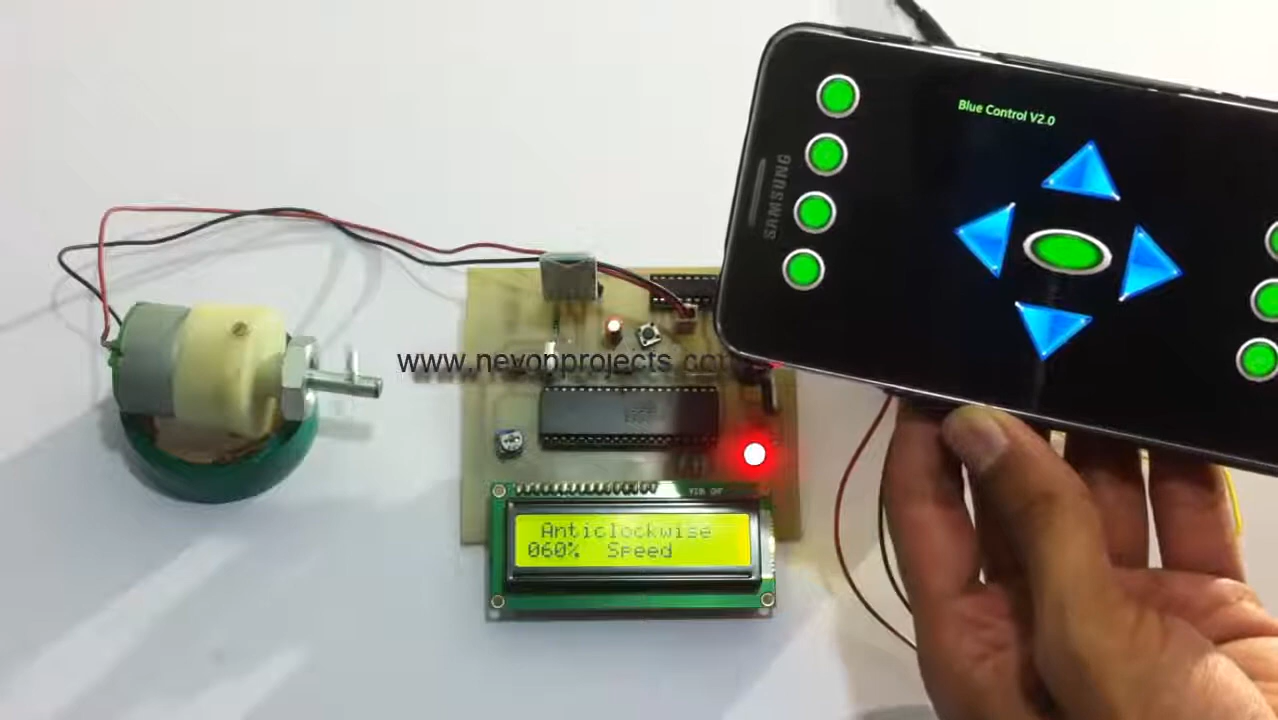 Blue Control V2.0
SAMSUNG
www.nevonprojects.com
Anticlockwise
060% Speed